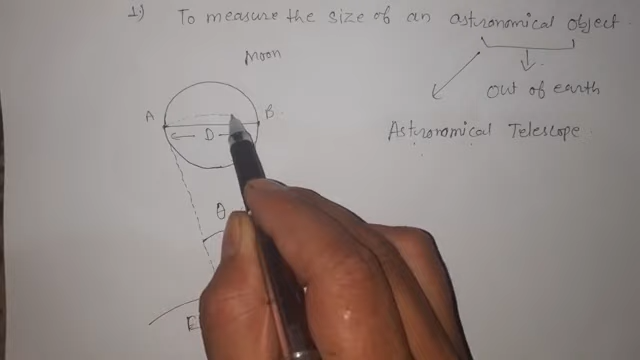 1) To measure the size of an astronomical object.
Moon
out of earth
A
B
Astronomical Telescope
D
θ
E